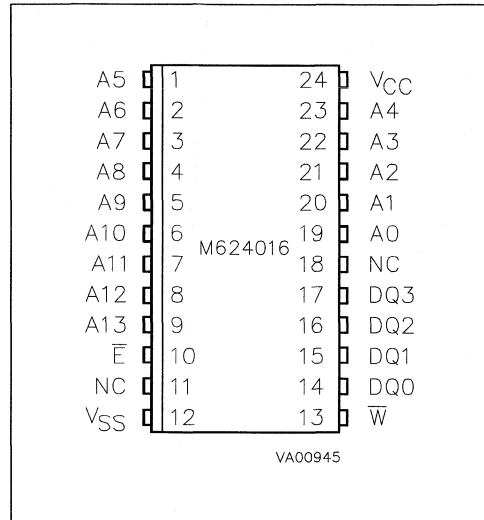 A5 1 24 VCC
A6 2 23 A4
A7 3 22 A3
A8 4 21 A2
A9 5 20 A1
A10 6 19 A0
M624016
A11 7 18 NC
A12 8 17 DQ3
A13 9 16 DQ2
E̅ 10 15 DQ1
NC 11 14 DQ0
VSS 12 13 W̅
VA00945